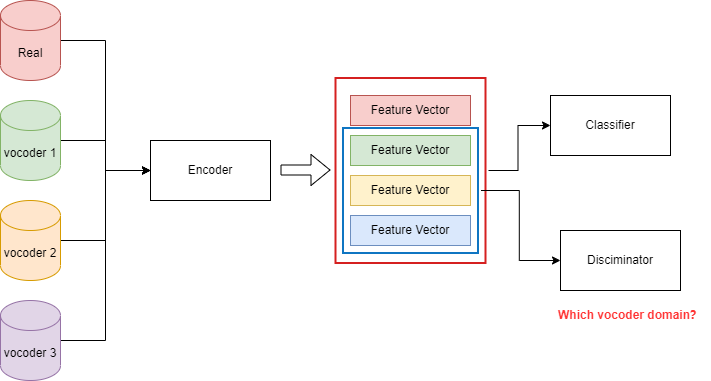 Real
vocoder 1
vocoder 2
vocoder 3
Encoder
Feature Vector
Feature Vector
Feature Vector
Feature Vector
Classifier
Disciminator
Which vocoder domain?